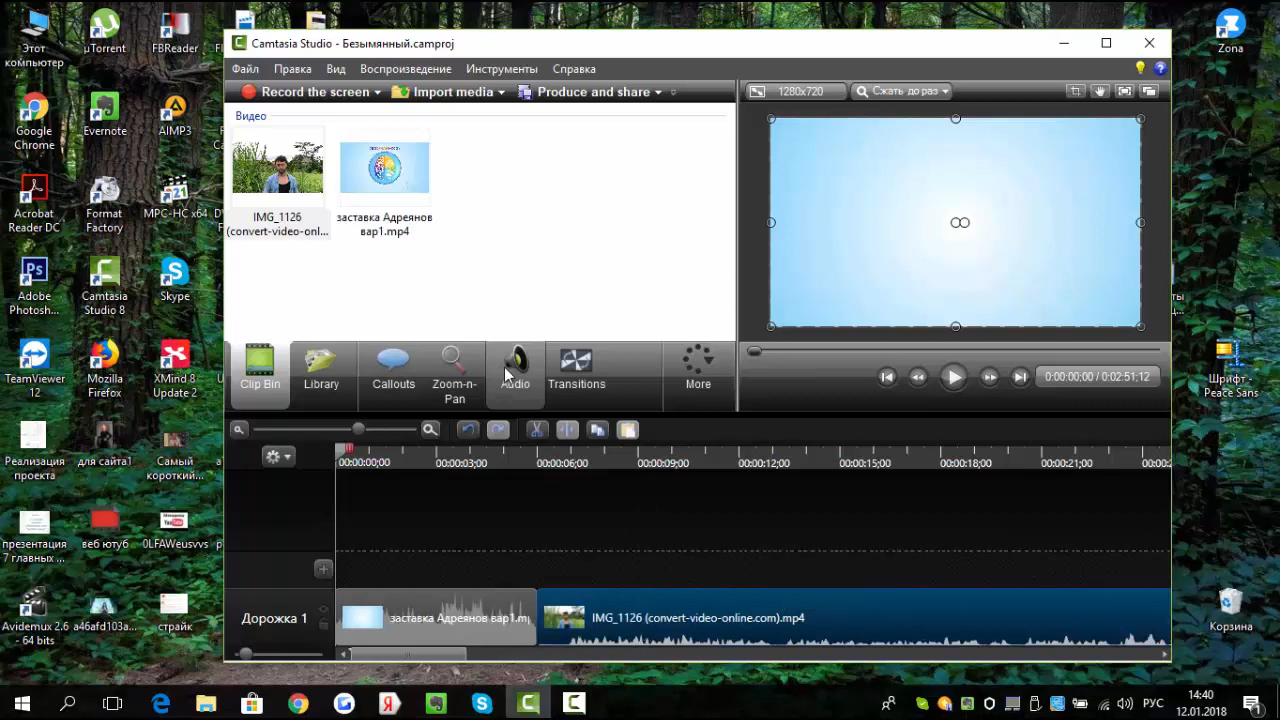 Camtasia Studio - Безымянный.camproj
Файл Правка Вид Воспроизведение Инструменты Справка
Record the screen Import media Produce and share
1280x720 Сжать до раз
Видео
IMG_1126
(convert-video-onl...
заставка Адреянов
вар1.mp4
Clip Bin
Library
Callouts
Zoom-n-
Pan
Audio
Transitions
More
0:00:00;00 / 0:02:51;12
00:00:00;00 00:00:03;00 00:00:06;00 00:00:09;00 00:00:12;00 00:00:15;00 00:00:18;00 00:00:21;00
Дорожка 1
заставка Адреянов вар1.m
IMG_1126 (convert-video-online.com).mp4
Этот
компьютер
µTorrent
FBReader
Google
Chrome
Evernote
AIMP3
Acrobat
Reader DC
Format
Factory
MPC-HC x64
Adobe
Photosh...
Camtasia
Studio 8
Skype
TeamViewer
12
Mozilla
Firefox
XMind 8
Update 2
Реализация
проекта
для сайта1
Самый
короткий...
презентация
7 главных ...
веб ютуб
0LFAWeusvvs
Avidemux 2.6
- 64 bits
a46afd103a...
страйк
Zona
Шрифт -
Peace Sans
Корзина
РУС
14:40
12.01.2018